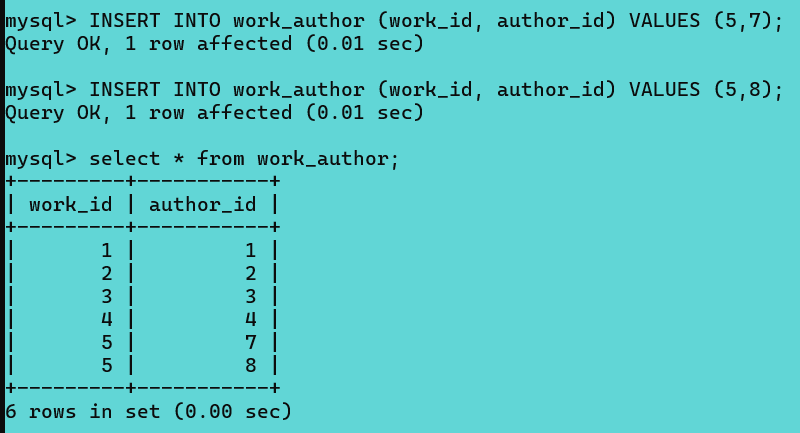 mysql> INSERT INTO work_author (work_id, author_id) VALUES (5,7);
Query OK, 1 row affected (0.01 sec)

mysql> INSERT INTO work_author (work_id, author_id) VALUES (5,8);
Query OK, 1 row affected (0.01 sec)

mysql> select * from work_author;
+---------+-----------+
| work_id | author_id |
+---------+-----------+
|       1 |         1 |
|       2 |         2 |
|       3 |         3 |
|       4 |         4 |
|       5 |         7 |
|       5 |         8 |
+---------+-----------+
6 rows in set (0.00 sec)